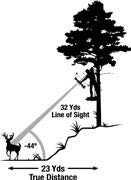 32 Yds
Line of Sight
-44°
23 Yds
True Distance